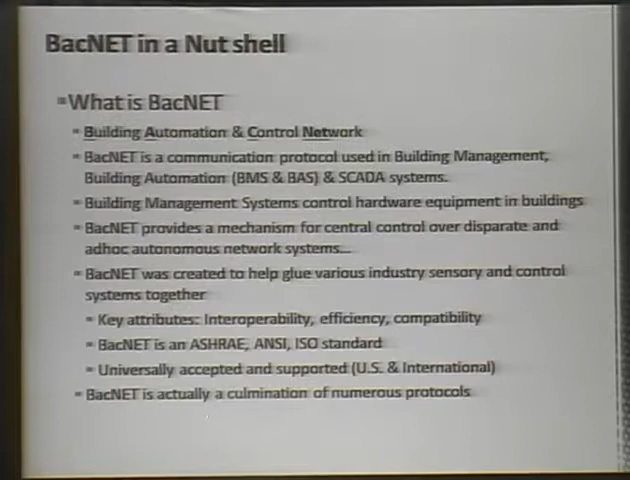 BacNET in a Nut shell
What is BacNET
Building Automation & Control Network
BacNET is a communication protocol used in Building Management,
Building Automation (BMS & BAS) & SCADA systems.
Building Management Systems control hardware equipment in buildings
BacNET provides a mechanism for central control over disparate and
adhoc autonomous network systems...
BacNET was created to help glue various industry sensory and control
systems together
Key attributes: Interoperability, efficiency, compatibility
BacNET is an ASHRAE, ANSI, ISO standard
Universally accepted and supported (U.S. & International)
BacNET is actually a culmination of numerous protocols